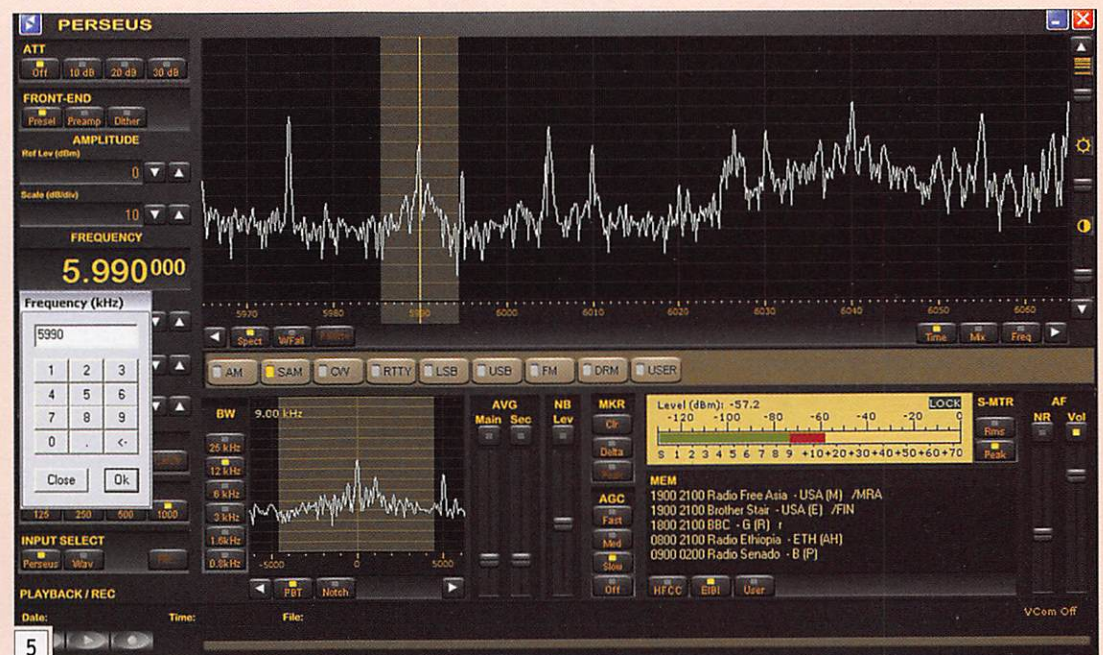 PERSEUS
ATT
Off 10 dB 20 dB 30 dB
FRONT-END
Presel Preamp Dither
AMPLITUDE
Ref Lev (dBm)
0
Scale (dB/div)
10
FREQUENCY
5.990000
Frequency (kHz)
5990
1 2 3
4 5 6
7 8 9
0 . <-
Close Ok
125 250 500 1000
INPUT SELECT
Perseus Wav
PLAYBACK / REC
Date: Time: File:
5
5970 5980 5990 6000 6010 6020 6030 6040 6050 6060
Spect WFall
Time Mix Freq
AM SAM CW RTTY LSB USB FM DRM USER
BW
9.00 kHz
25 kHz
12 kHz
6 kHz
3 kHz
1.6kHz
0.8kHz
-5000 0 5000
PBT Notch
AVG
Main Sec
NB
Lev
MKR
Clr
Delta
AGC
Fast
Med
Slow
Off
Level (dBm): -57.2 LOCK
-120 -100 -80 -60 -40 -20 0
S 1 2 3 4 5 6 7 8 9 +10+20+30+40+50+60+70
S-MTR
Rms
Peak
AF
NR Vol
MEM
1900 2100 Radio Free Asia - USA (M) /MRA
1900 2100 Brother Stair - USA (E) /FIN
1800 2100 BBC - G (R) r
0800 2100 Radio Ethiopia - ETH (AH)
0900 0200 Radio Senado - B (P)
HFCC EIBI User
VCom Off